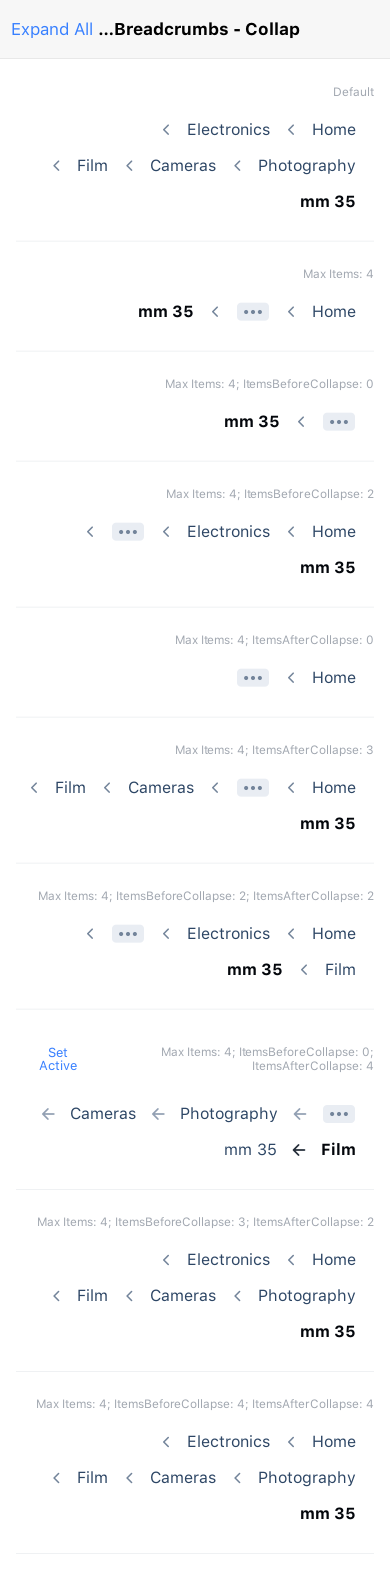 Expand All ...Breadcrumbs - Collap
Default
Electronics Home
Film Cameras Photography
mm 35
Max Items: 4
mm 35 ••• Home
Max Items: 4; ItemsBeforeCollapse: 0
mm 35 •••
Max Items: 4; ItemsBeforeCollapse: 2
••• Electronics Home
mm 35
Max Items: 4; ItemsAfterCollapse: 0
••• Home
Max Items: 4; ItemsAfterCollapse: 3
Film Cameras ••• Home
mm 35
Max Items: 4; ItemsBeforeCollapse: 2; ItemsAfterCollapse: 2
••• Electronics Home
mm 35 Film
Set
Active
Max Items: 4; ItemsBeforeCollapse: 0;
ItemsAfterCollapse: 4
Cameras Photography •••
mm 35 Film
Max Items: 4; ItemsBeforeCollapse: 3; ItemsAfterCollapse: 2
Electronics Home
Film Cameras Photography
mm 35
Max Items: 4; ItemsBeforeCollapse: 4; ItemsAfterCollapse: 4
Electronics Home
Film Cameras Photography
mm 35